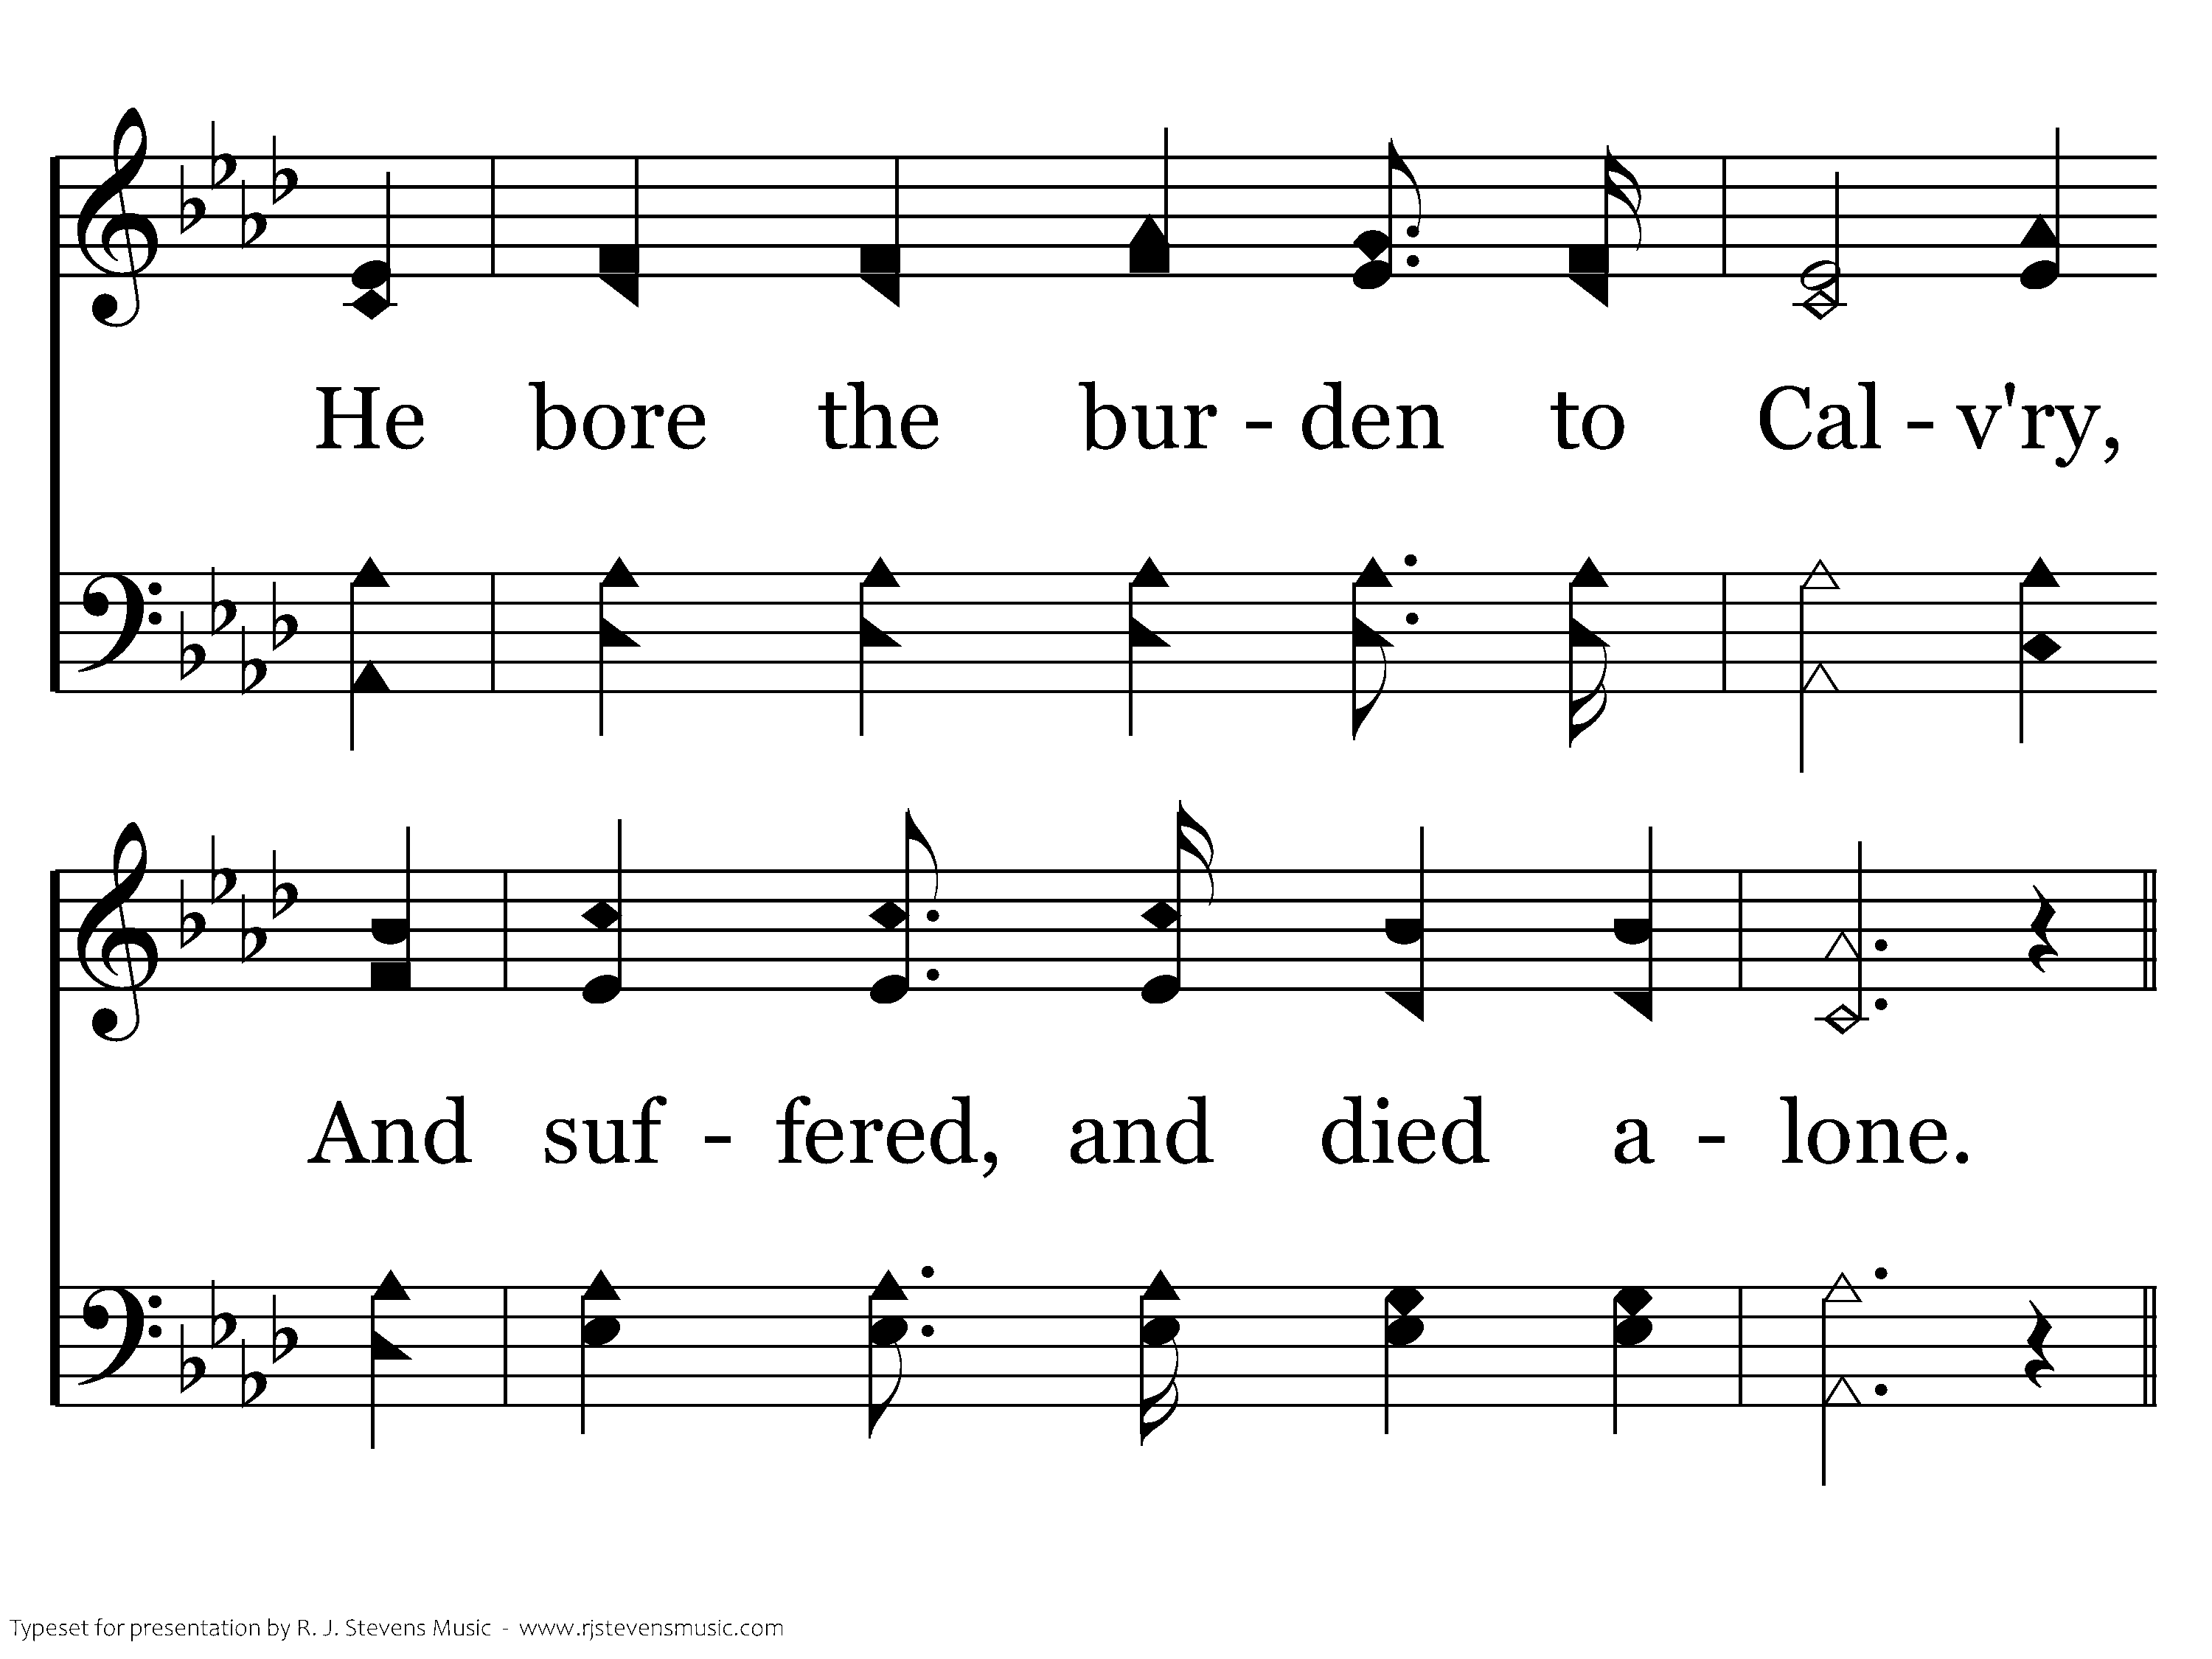 He bore the bur - den to Cal - v'ry,
And suf - fered, and died a - lone.
Typeset for presentation by R. J. Stevens Music - www.rjstevensmusic.com